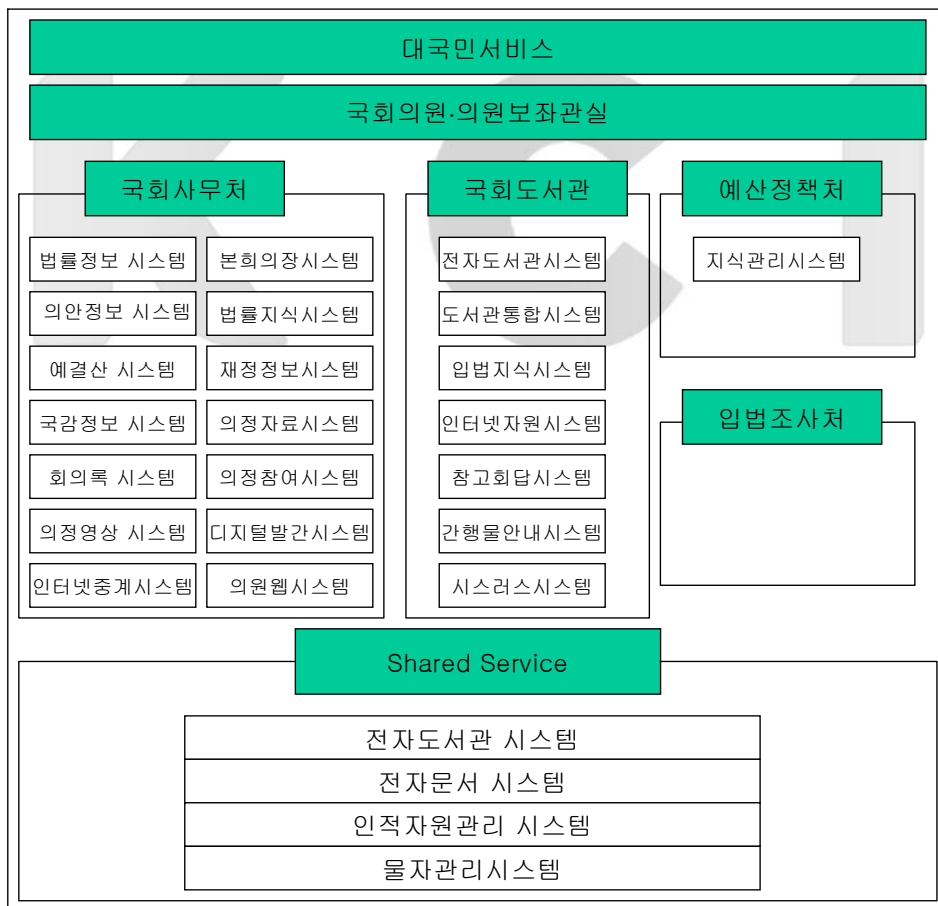 대국민서비스
국회의원·의원보좌관실
국회사무처
법률정보 시스템
본희의장시스템
의안정보 시스템
법률지식시스템
예결산 시스템
재정정보시스템
국감정보 시스템
의정자료시스템
회의록 시스템
의정참여시스템
의정영상 시스템
디지털발간시스템
인터넷중계시스템
의원웹시스템
국회도서관
전자도서관시스템
도서관통합시스템
입법지식시스템
인터넷자원시스템
참고회답시스템
간행물안내시스템
시스러스시스템
예산정책처
지식관리시스템
입법조사처
Shared Service
전자도서관 시스템
전자문서 시스템
인적자원관리 시스템
물자관리시스템
KCI